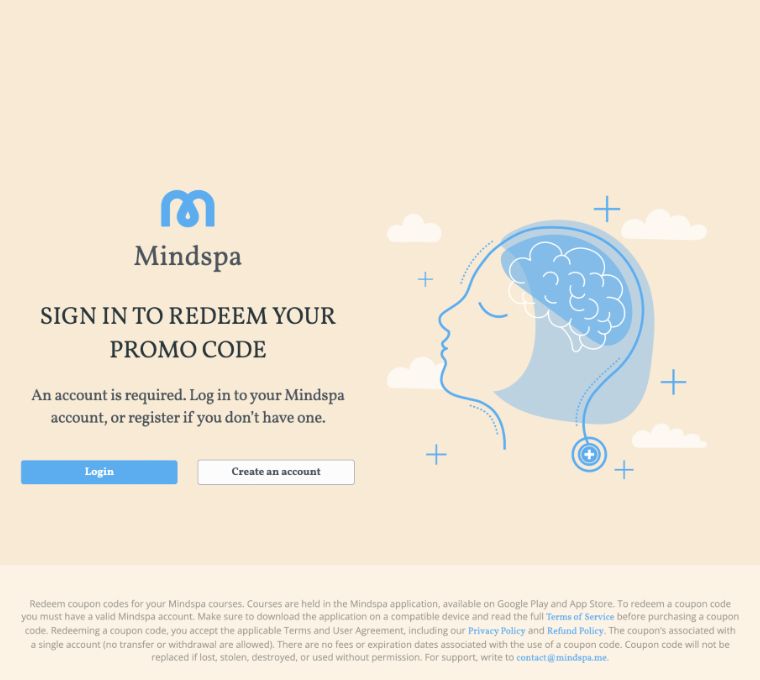 Mindspa
SIGN IN TO REDEEM YOUR
PROMO CODE
An account is required. Log in to your Mindspa
account, or register if you don't have one.
Login
Create an account
Redeem coupon codes for your Mindspa courses. Courses are held in the Mindspa application, available on Google Play and App Store. To redeem a coupon code
you must have a valid Mindspa account. Make sure to download the application on a compatible device and read the full Terms of Service before purchasing a coupon
code. Redeeming a coupon code, you accept the applicable Terms and User Agreement, including our Privacy Policy and Refund Policy. The coupon's associated with
a single account (no transfer or withdrawal are allowed). There are no fees or expiration dates associated with the use of a coupon code. Coupon code will not be
replaced if lost, stolen, destroyed, or used without permission. For support, write to contact@mindspa.me.